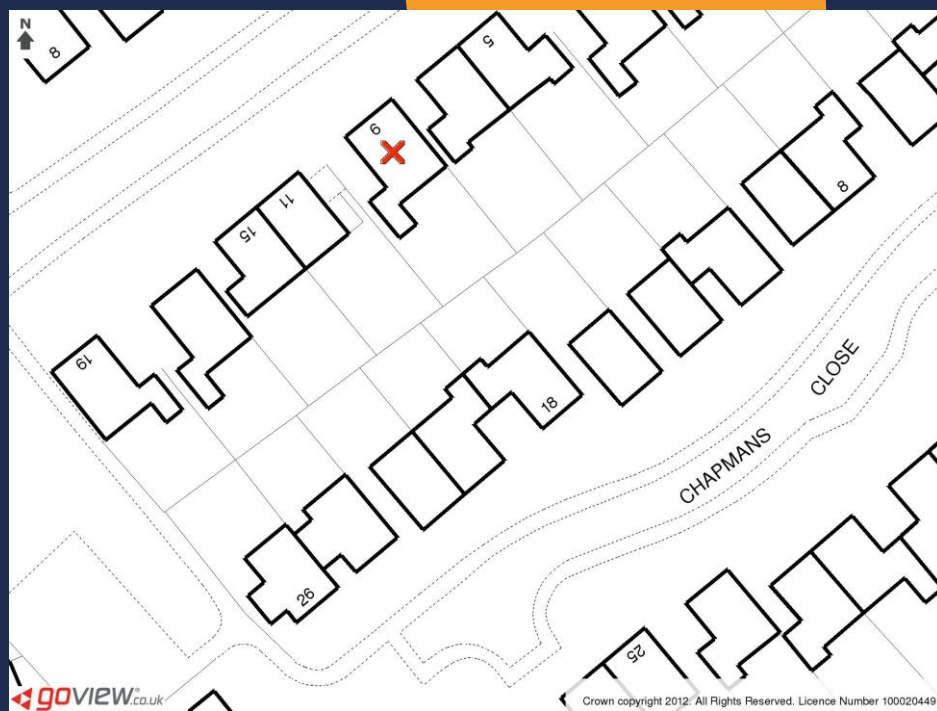 N
8
5
9
11
15
19
8
18
26
25
CHAPMANS CLOSE
goview.co.uk
Crown copyright 2012. All Rights Reserved. Licence Number 100020449